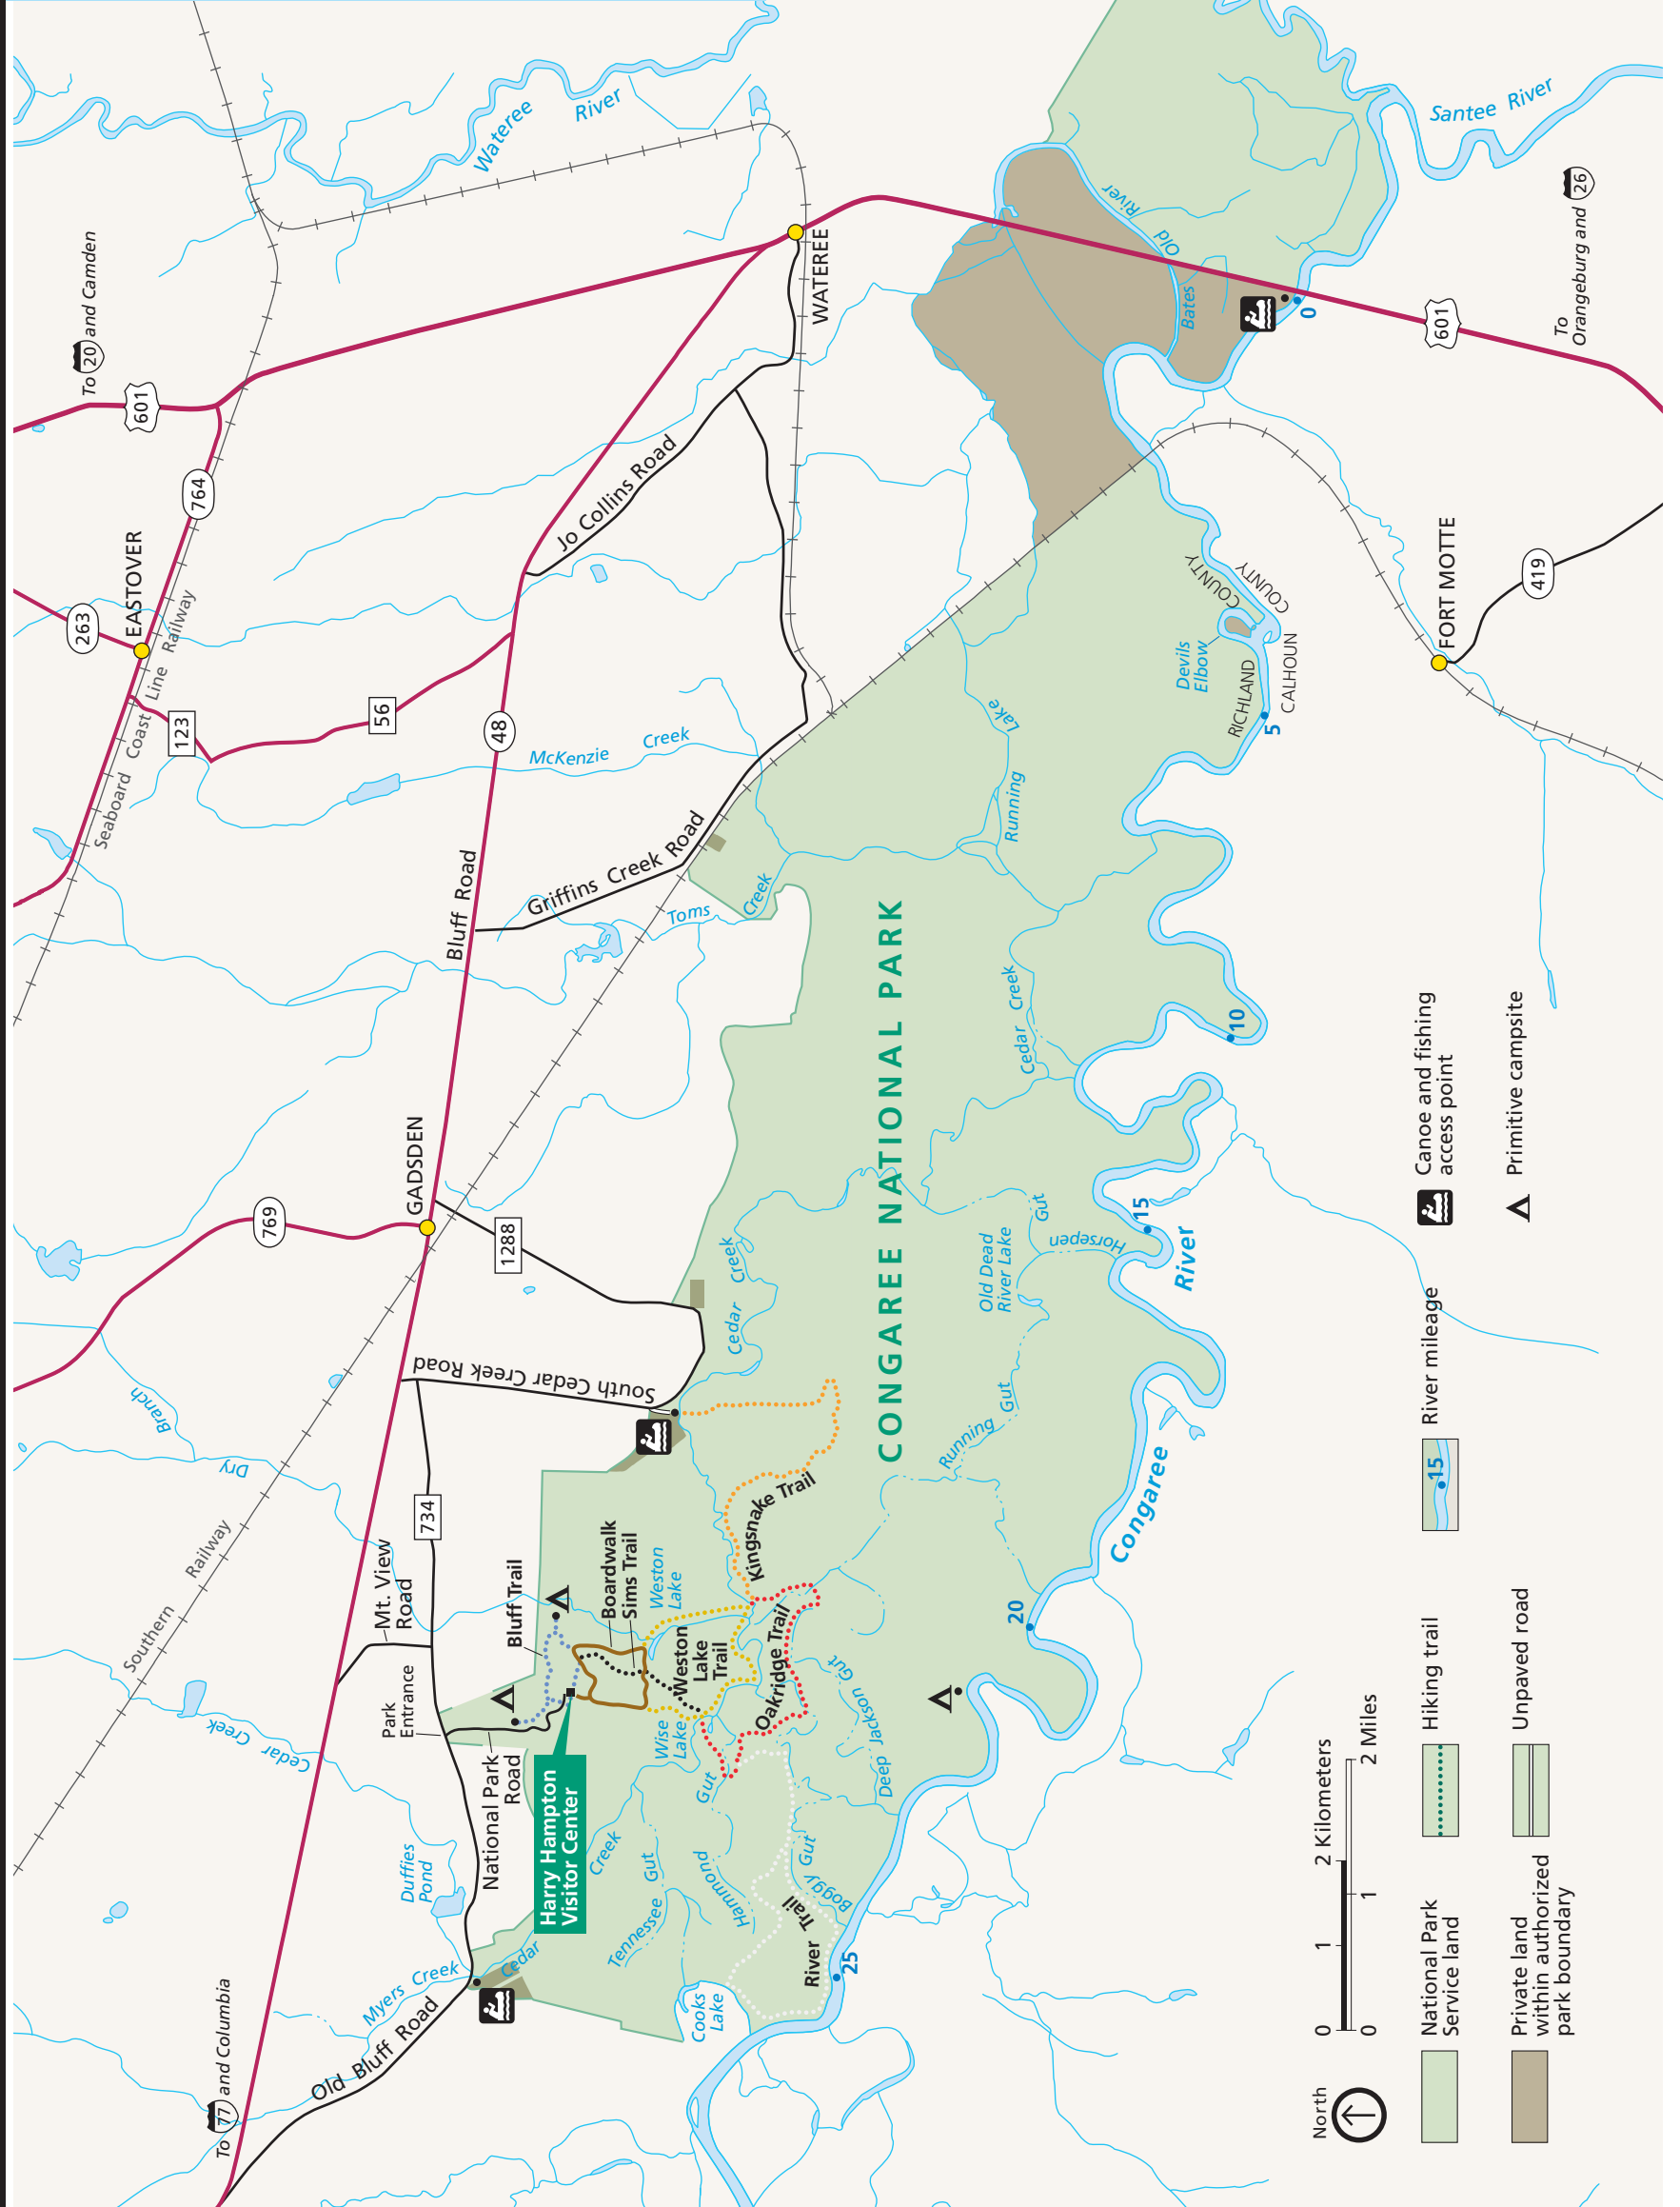 To 77 and Columbia
To 20 and Camden
601
764
263
EASTOVER
123
56
Seaboard Coast Line Railway
Wateree River
WATEREE
48
Jo Collins Road
McKenzie Creek
Bluff Road
Griffins Creek Road
Toms Creek
GADSDEN
769
1288
South Cedar Creek Road
Dry Branch
Southern Railway
734
Mt. View
Road
Park
Entrance
National Park
Road
Cedar Creek
Duffies
Pond
Myers Creek
Old Bluff Road
Harry Hampton
Visitor Center
Bluff Trail
Boardwalk
Sims Trail
Weston
Lake
Weston
Lake
Trail
Wise
Lake
Kingsnake Trail
Oakridge Trail
River Trail
Cedar Creek
Tennessee Gut
Hammond Gut
Boggy Gut
Deep Jackson Gut
Cooks
Lake
Cedar Creek
CONGAREE NATIONAL PARK
Running Gut
Old Dead
River Lake
Horsepen Gut
Cedar Creek
Running Lake
Congaree River
25
20
15
10
5
0
Devils
Elbow
RICHLAND COUNTY
CALHOUN COUNTY
Bates Old River
Santee River
601
To
Orangeburg and 26
FORT MOTTE
419
North
0 1 2 Kilometers
0 1 2 Miles
National Park
Service land
Private land
within authorized
park boundary
Hiking trail
Unpaved road
15
River mileage
Canoe and fishing
access point
Primitive campsite